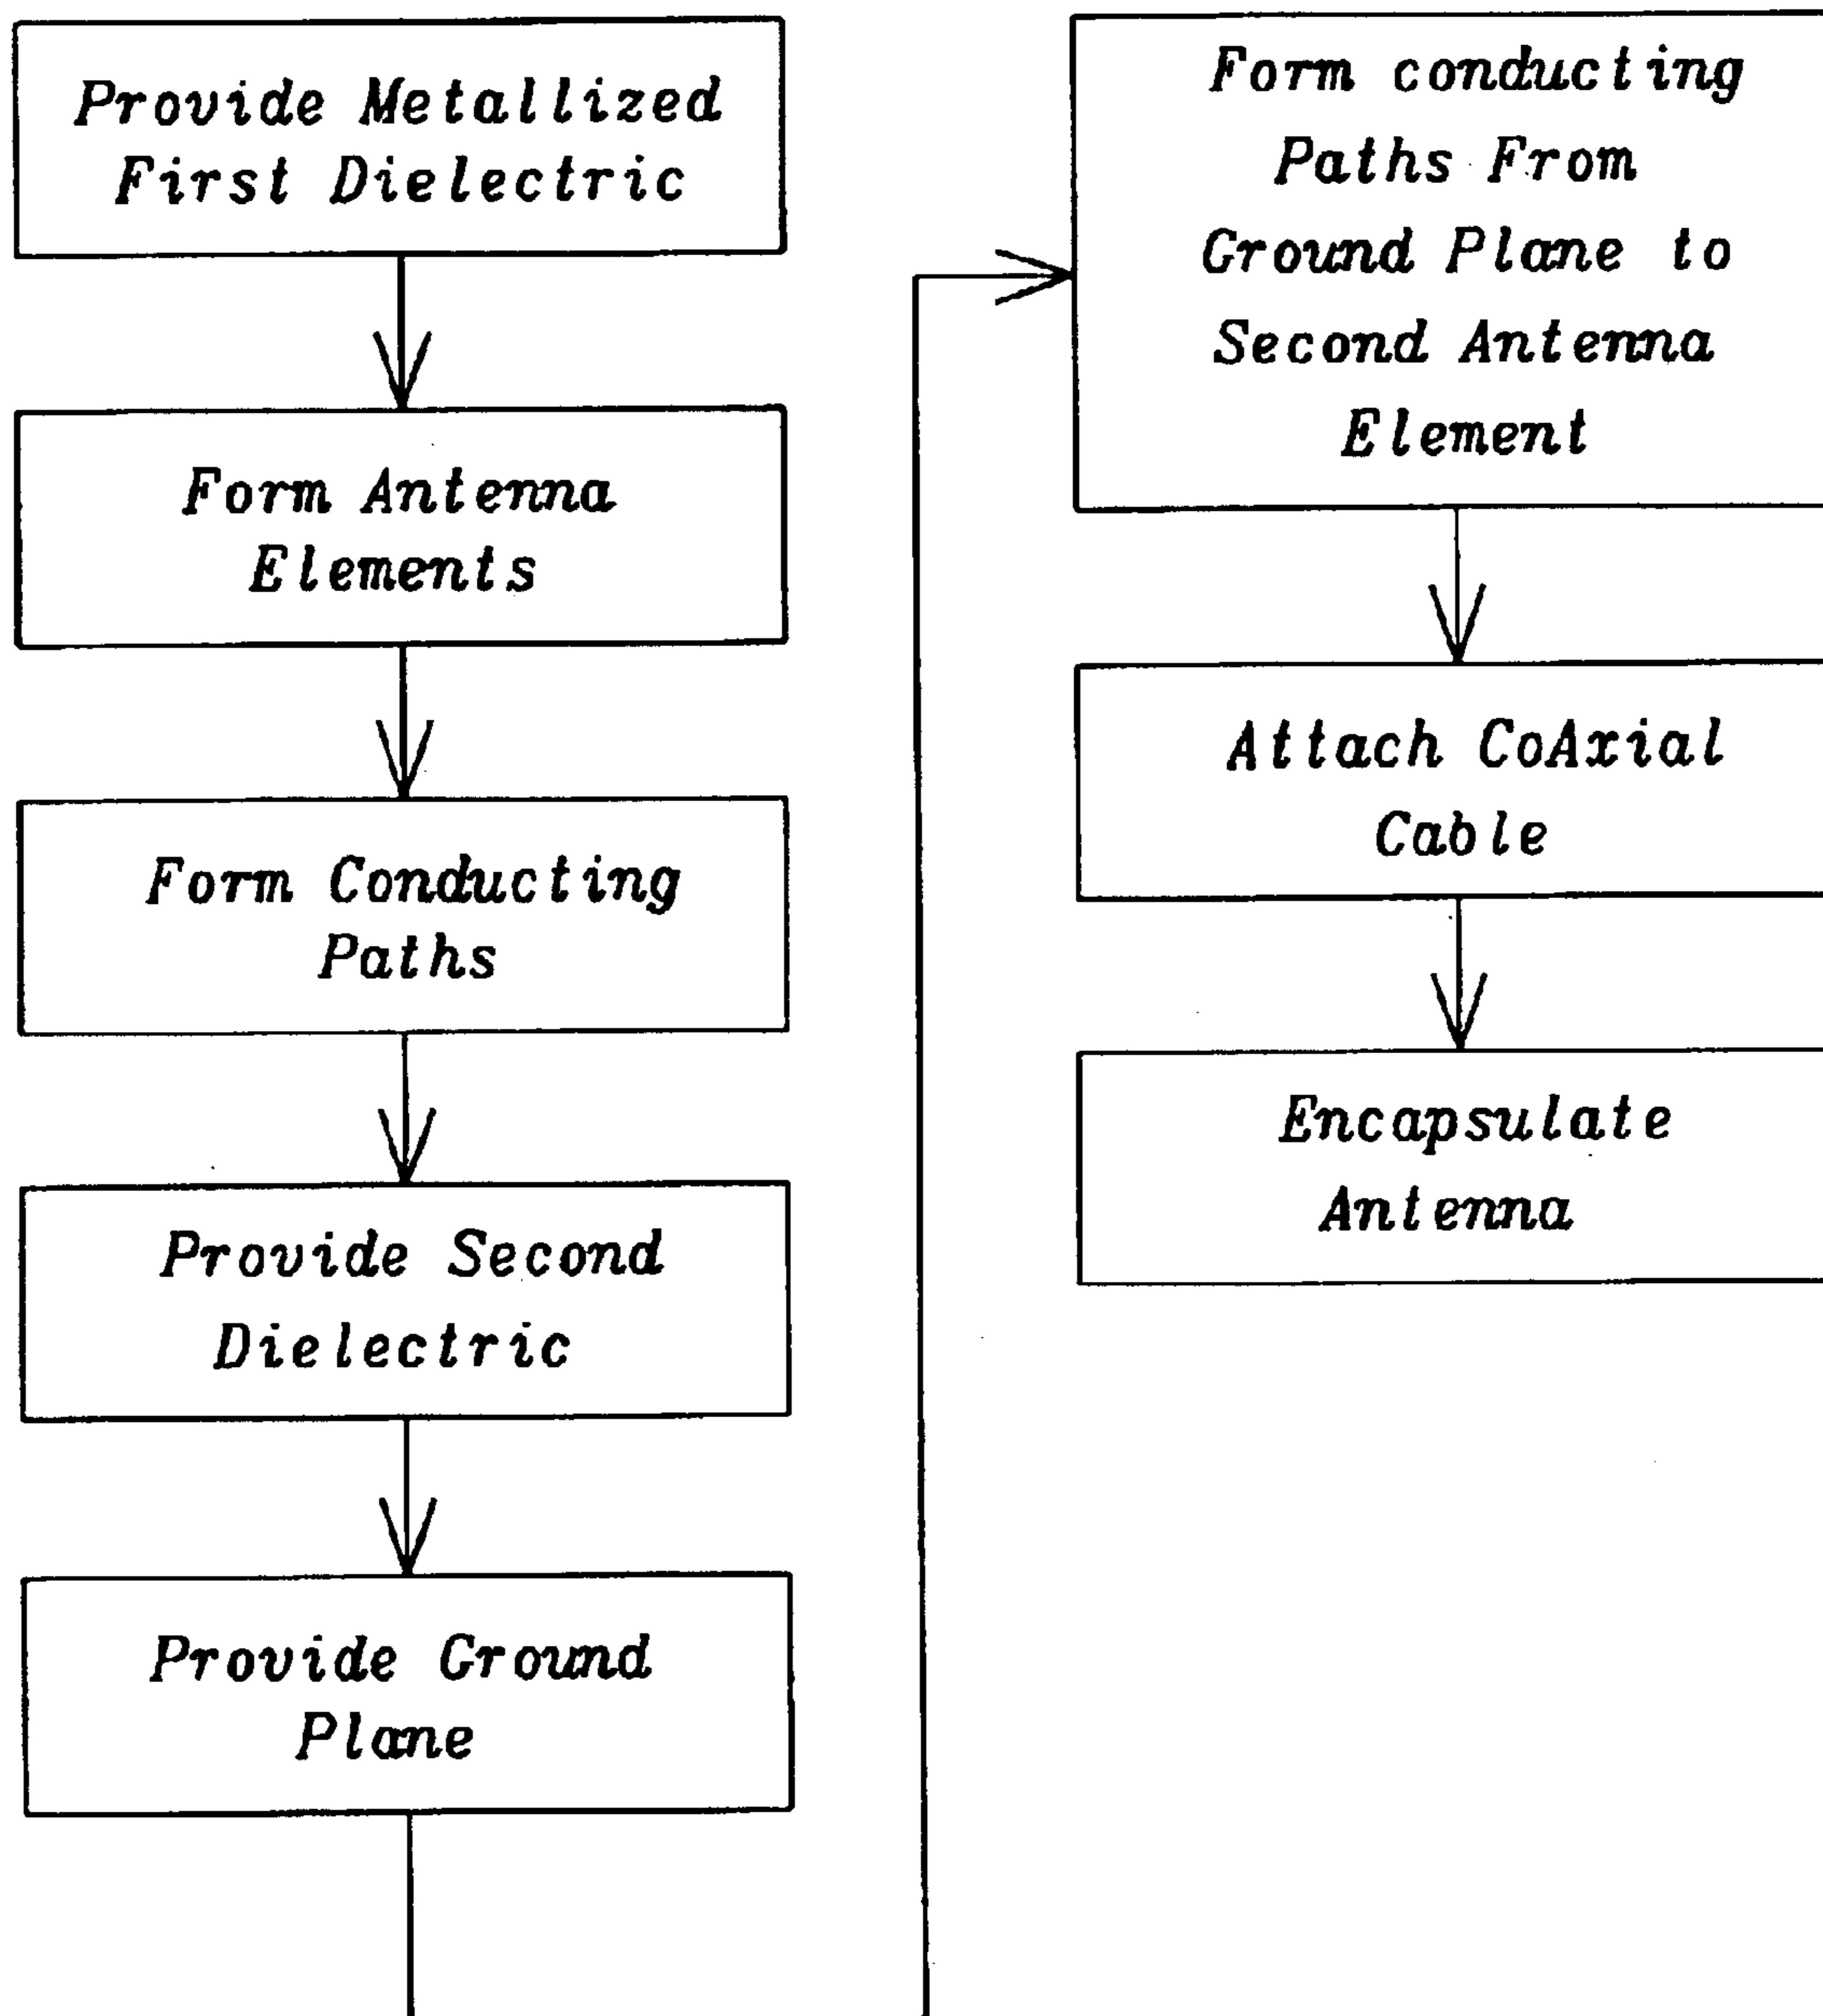 Provide Metallized
First Dielectric
Form Antenna
Elements
Form Conducting
Paths
Provide Second
Dielectric
Provide Ground
Plane
Form conducting
Paths From
Ground Plane to
Second Antenna
Element
Attach CoAxial
Cable
Encapsulate
Antenna